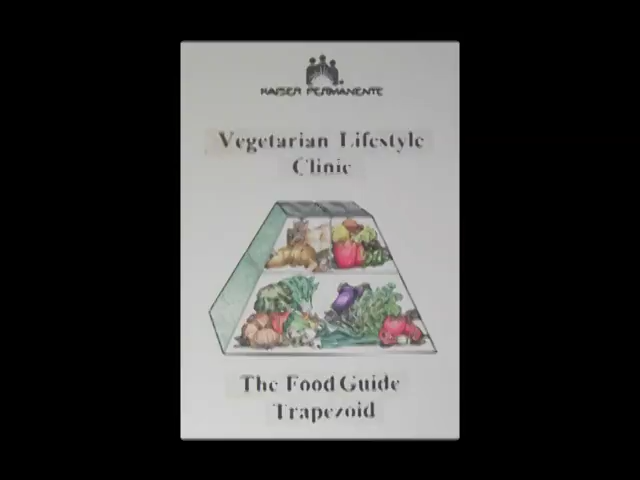 KAISER PERMANENTE
Vegetarian Lifestyle
Clinic
The Food Guide
Trapezoid